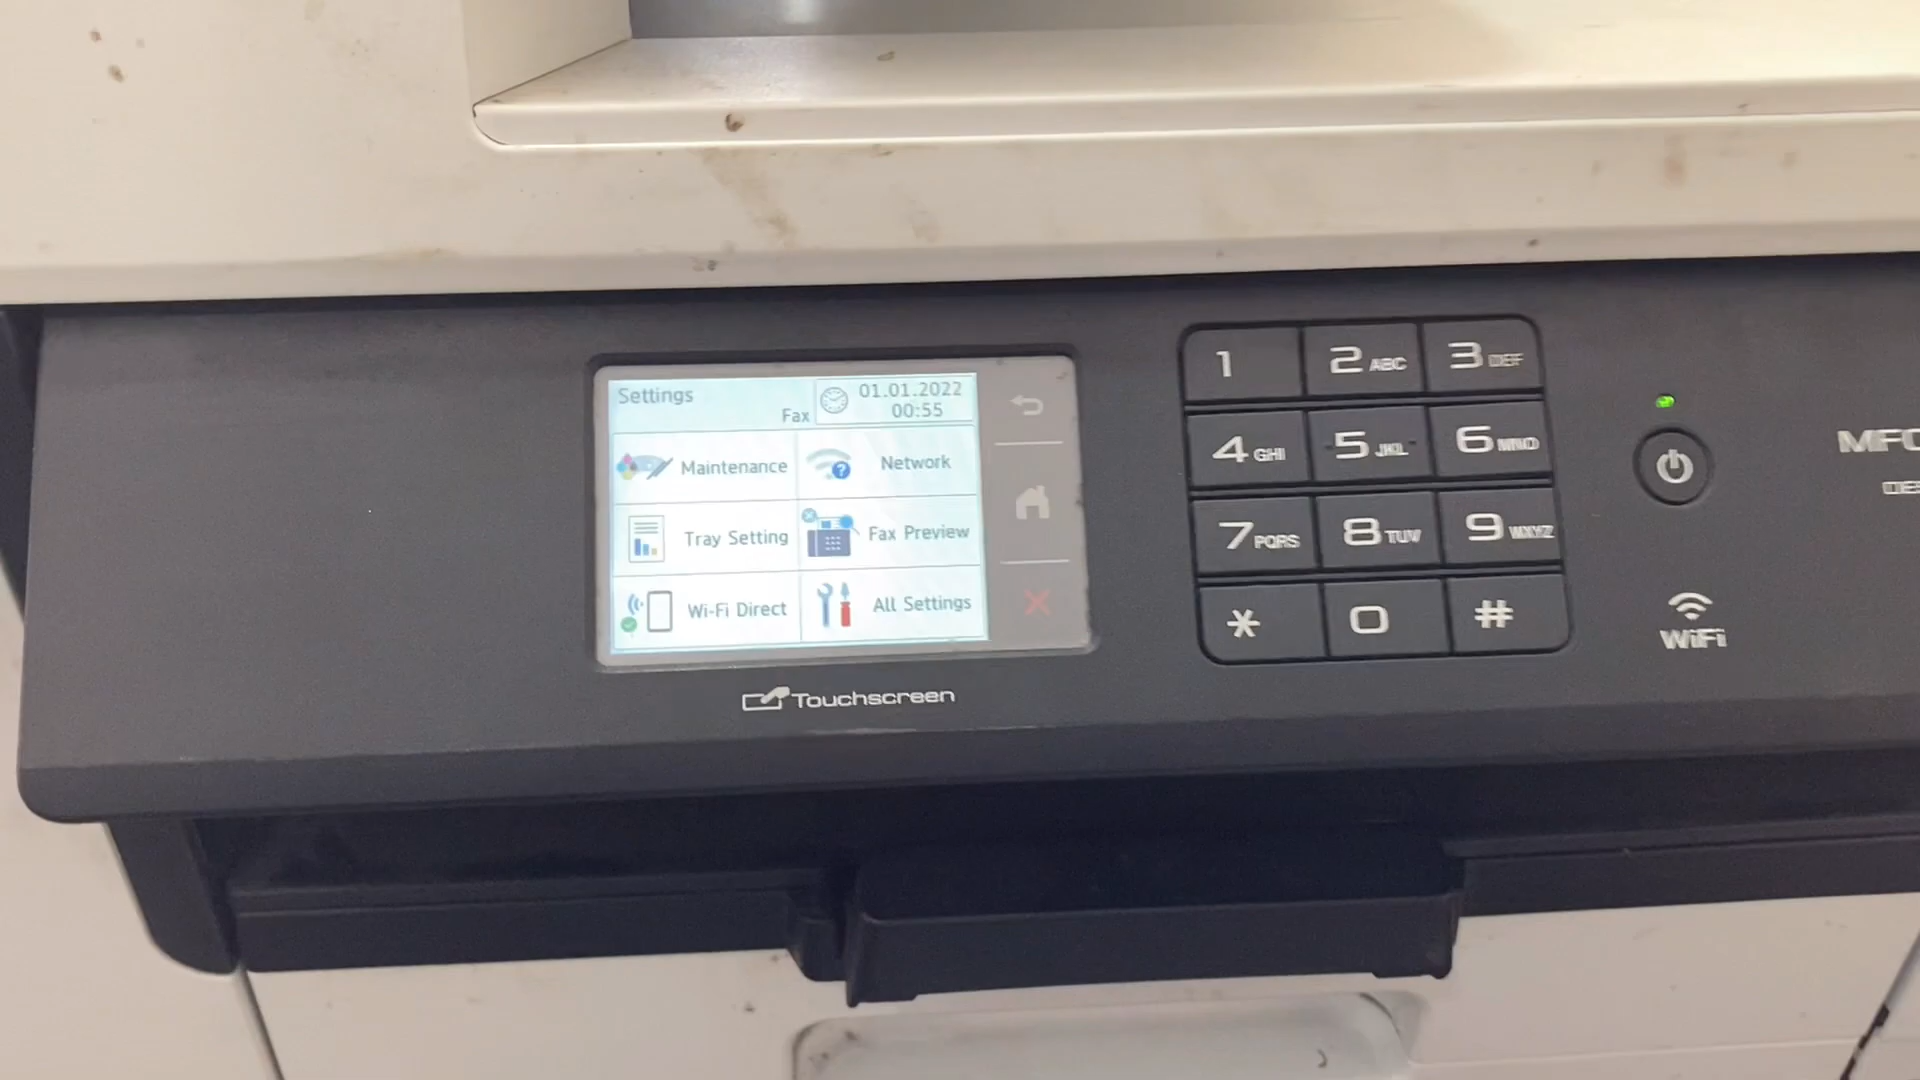 Settings
Fax
01.01.2022
00:55
Maintenance
Network
Tray Setting
Fax Preview
Wi-Fi Direct
All Settings
Touchscreen
1
2 ABC
3 DEF
4 GHI
5 JKL
6 MNO
7 PQRS
8 TUV
9 WXYZ
*
0
#
WiFi
MFC